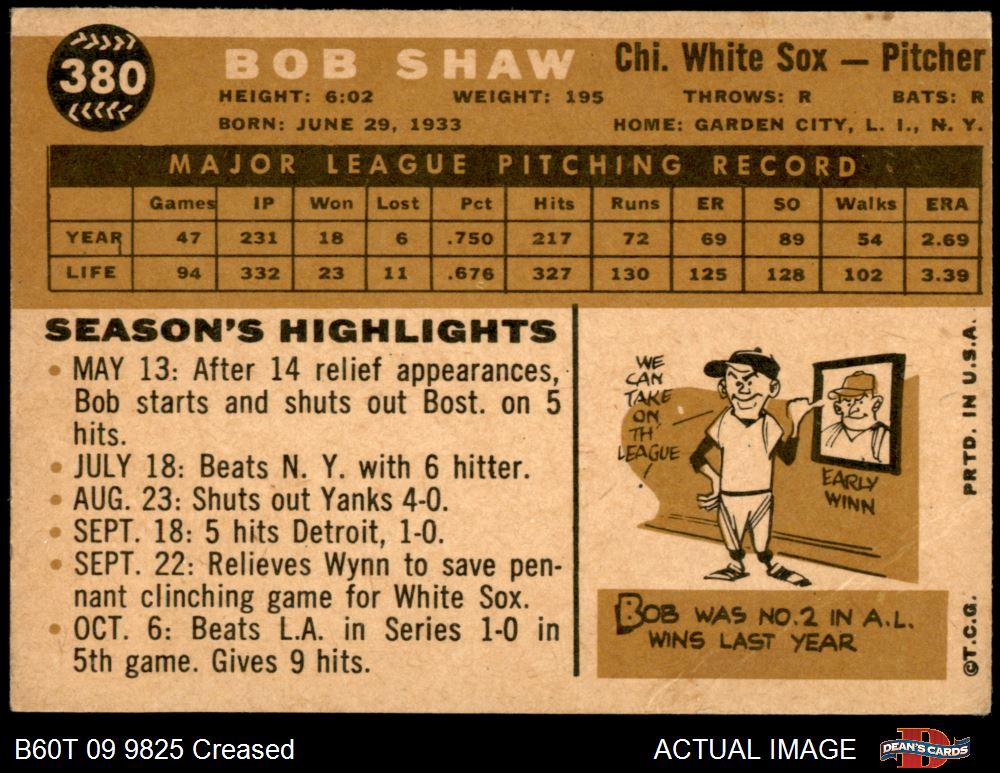 380
BOB SHAW
Chi. White Sox — Pitcher
HEIGHT: 6:02 WEIGHT: 195 THROWS: R BATS: R
BORN: JUNE 29, 1933 HOME: GARDEN CITY, L. I., N. Y.
MAJOR LEAGUE PITCHING RECORD
Games IP Won Lost Pct Hits Runs ER SO Walks ERA
YEAR 47 231 18 6 .750 217 72 69 89 54 2.69
LIFE 94 332 23 11 .676 327 130 125 128 102 3.39
SEASON'S HIGHLIGHTS
• MAY 13: After 14 relief appearances,
Bob starts and shuts out Bost. on 5
hits.
• JULY 18: Beats N. Y. with 6 hitter.
• AUG. 23: Shuts out Yanks 4-0.
• SEPT. 18: 5 hits Detroit, 1-0.
• SEPT. 22: Relieves Wynn to save pen-
nant clinching game for White Sox.
• OCT. 6: Beats L.A. in Series 1-0 in
5th game. Gives 9 hits.
WE
CAN
TAKE
ON
TH'
LEAGUE
!
EARLY
WINN
BOB WAS NO.2 IN A.L.
WINS LAST YEAR
PRTD. IN U.S.A.
©T.C.G.
B60T 09 9825 Creased
ACTUAL IMAGE
DEAN'S CARDS